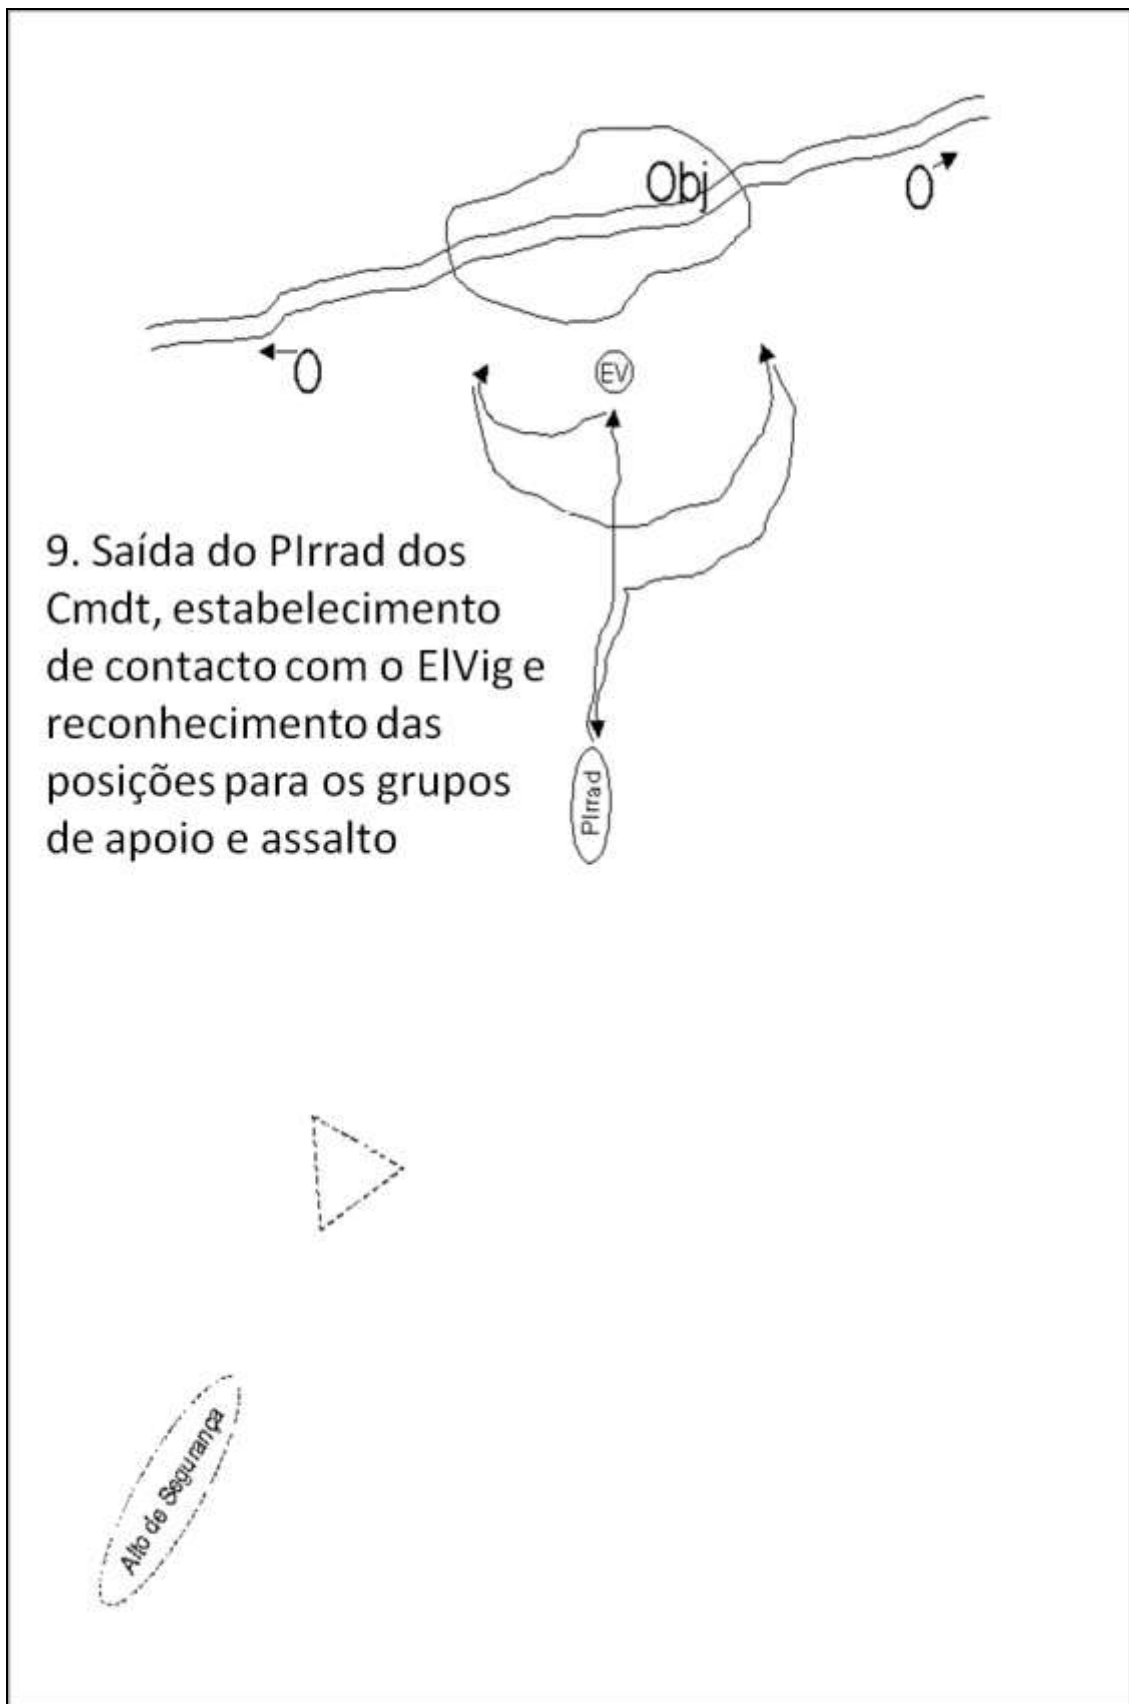 Obj
O
O
EV
9. Saída do PIrrad dos
Cmdt, estabelecimento
de contacto com o ElVig e
reconhecimento das
posições para os grupos
de apoio e assalto
PIrrad
Alto de Segurança